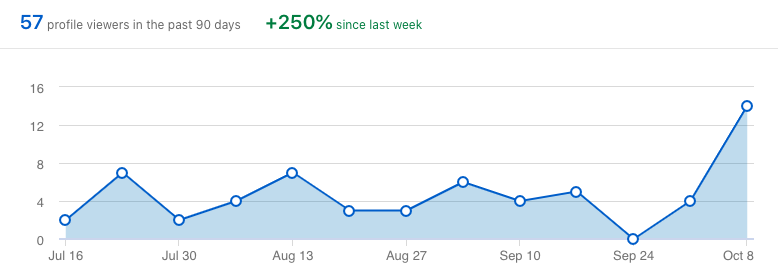 57 profile viewers in the past 90 days +250% since last week
16
12
8
4
0
Jul 16 Jul 30 Aug 13 Aug 27 Sep 10 Sep 24 Oct 8